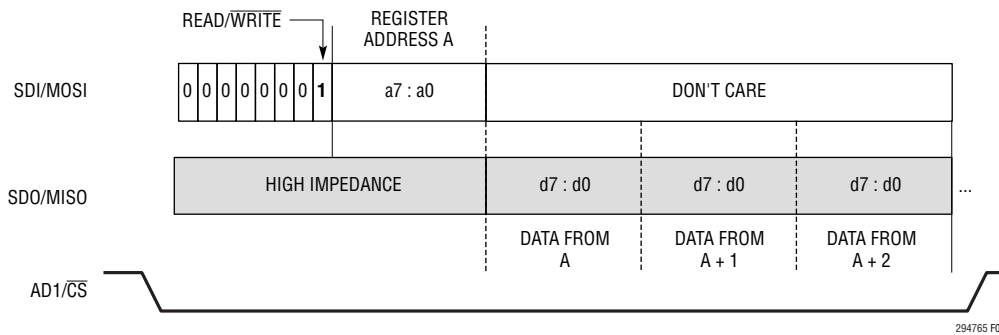 READ/WRITE
REGISTER
ADDRESS A
SDI/MOSI
0 0 0 0 0 0 0 1
a7 : a0
DON'T CARE
SDO/MISO
HIGH IMPEDANCE
d7 : d0
d7 : d0
d7 : d0
...
DATA FROM
A
DATA FROM
A + 1
DATA FROM
A + 2
AD1/CS
294765 F0